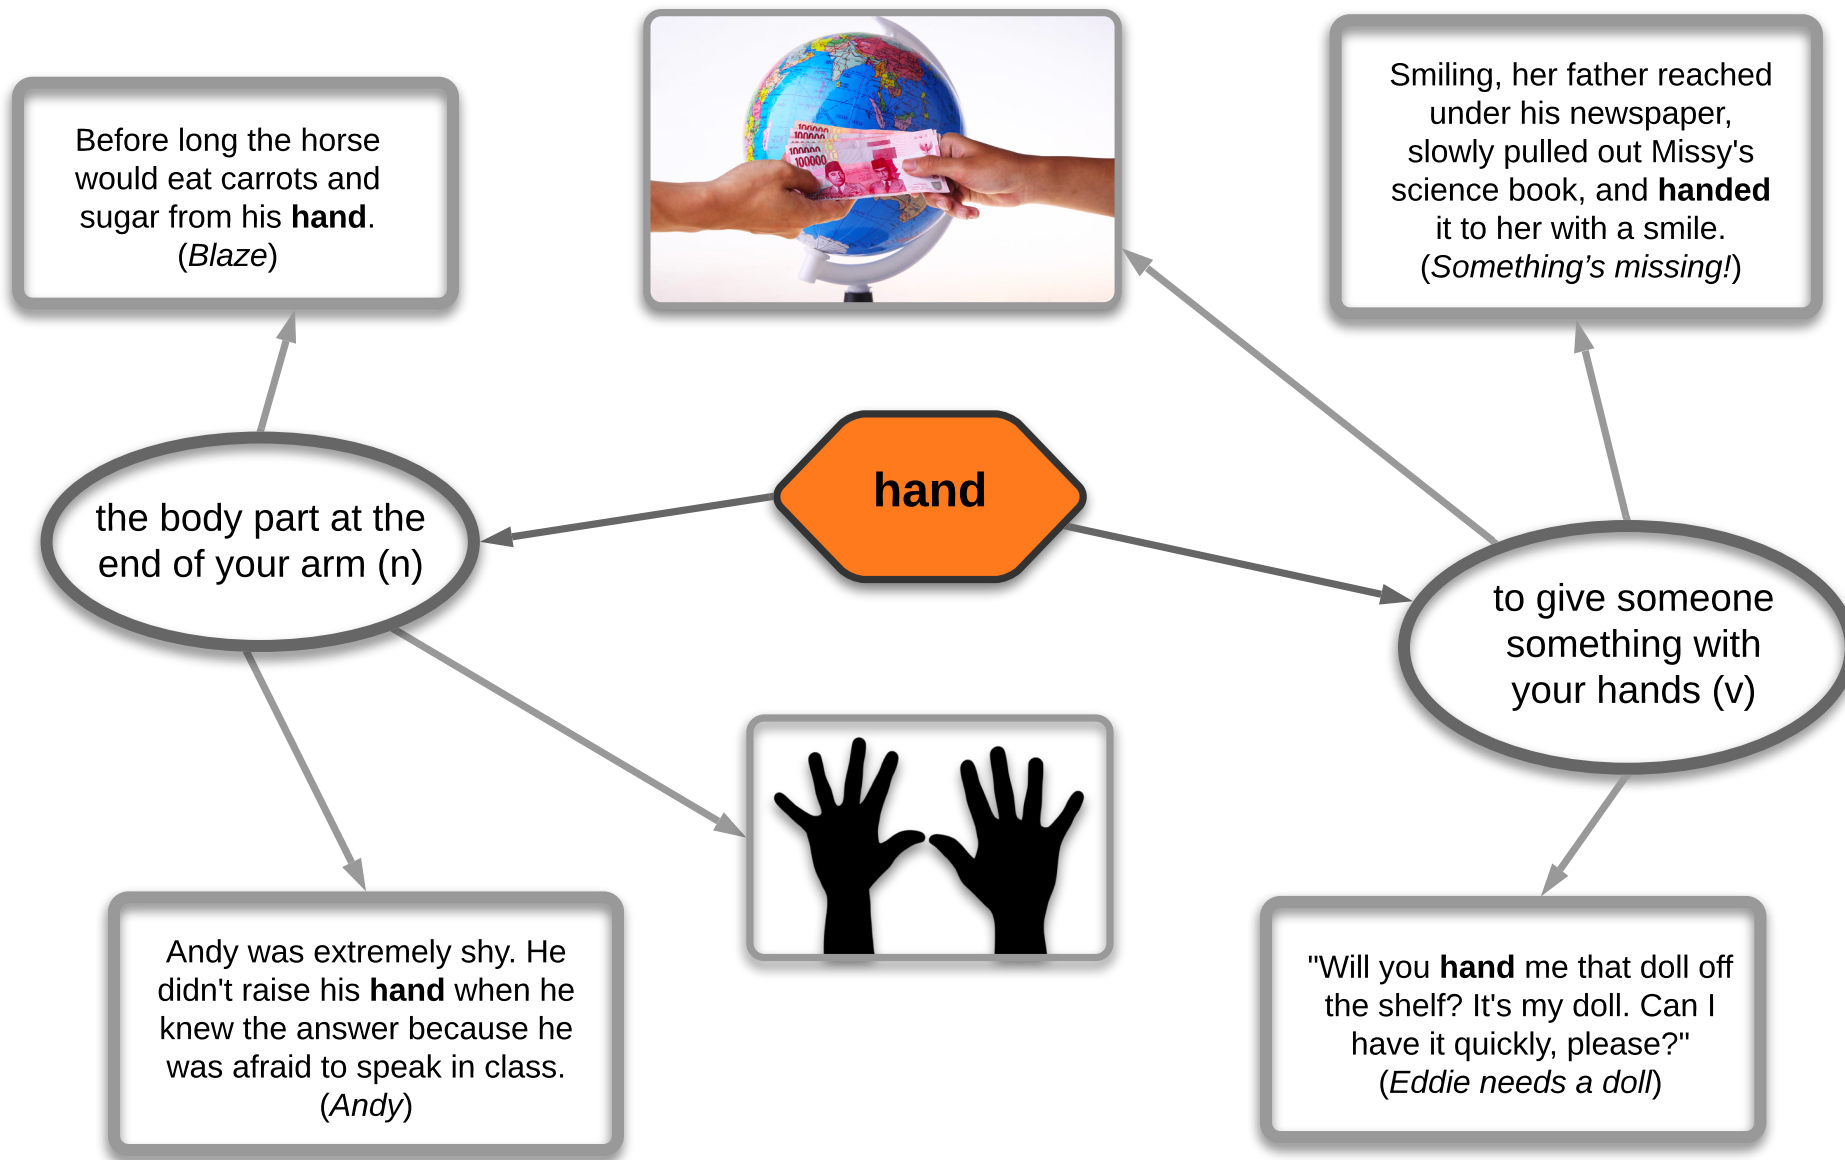 Before long the horse
would eat carrots and
sugar from his hand.
(Blaze)
100000
100000
100000
100000
Smiling, her father reached
under his newspaper,
slowly pulled out Missy's
science book, and handed
it to her with a smile.
(Something’s missing!)
hand
the body part at the
end of your arm (n)
to give someone
something with
your hands (v)
Andy was extremely shy. He
didn't raise his hand when he
knew the answer because he
was afraid to speak in class.
(Andy)
"Will you hand me that doll off
the shelf? It's my doll. Can I
have it quickly, please?"
(Eddie needs a doll)